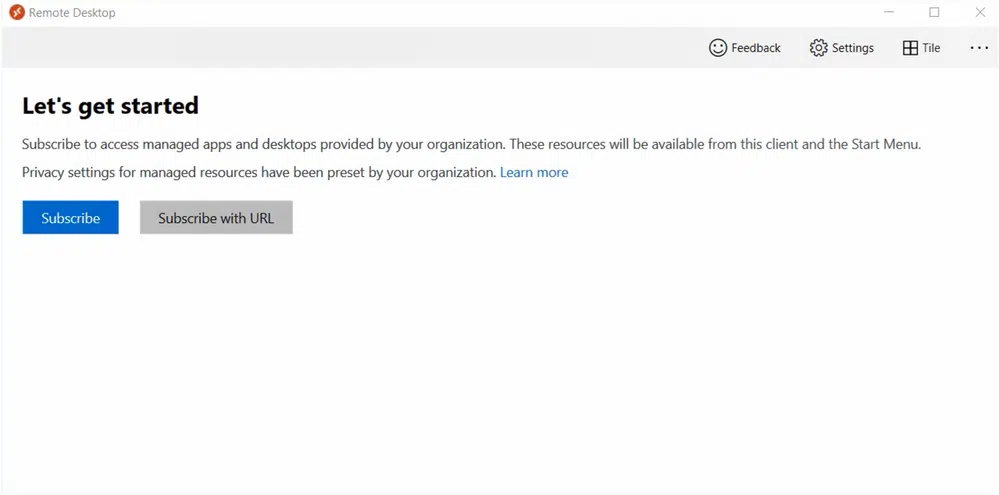 Remote Desktop
Feedback Settings Tile
Let's get started
Subscribe to access managed apps and desktops provided by your organization. These resources will be available from this client and the Start Menu.
Privacy settings for managed resources have been preset by your organization. Learn more
Subscribe Subscribe with URL